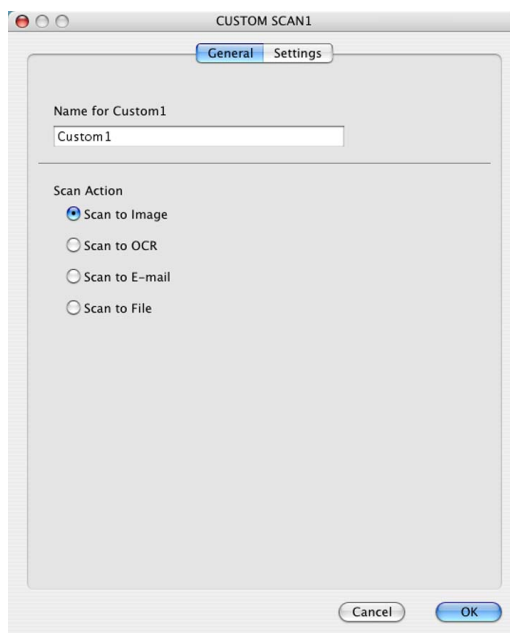 CUSTOM SCAN1
General Settings
Name for Custom1
Custom1
Scan Action
Scan to Image
Scan to OCR
Scan to E-mail
Scan to File
Cancel OK